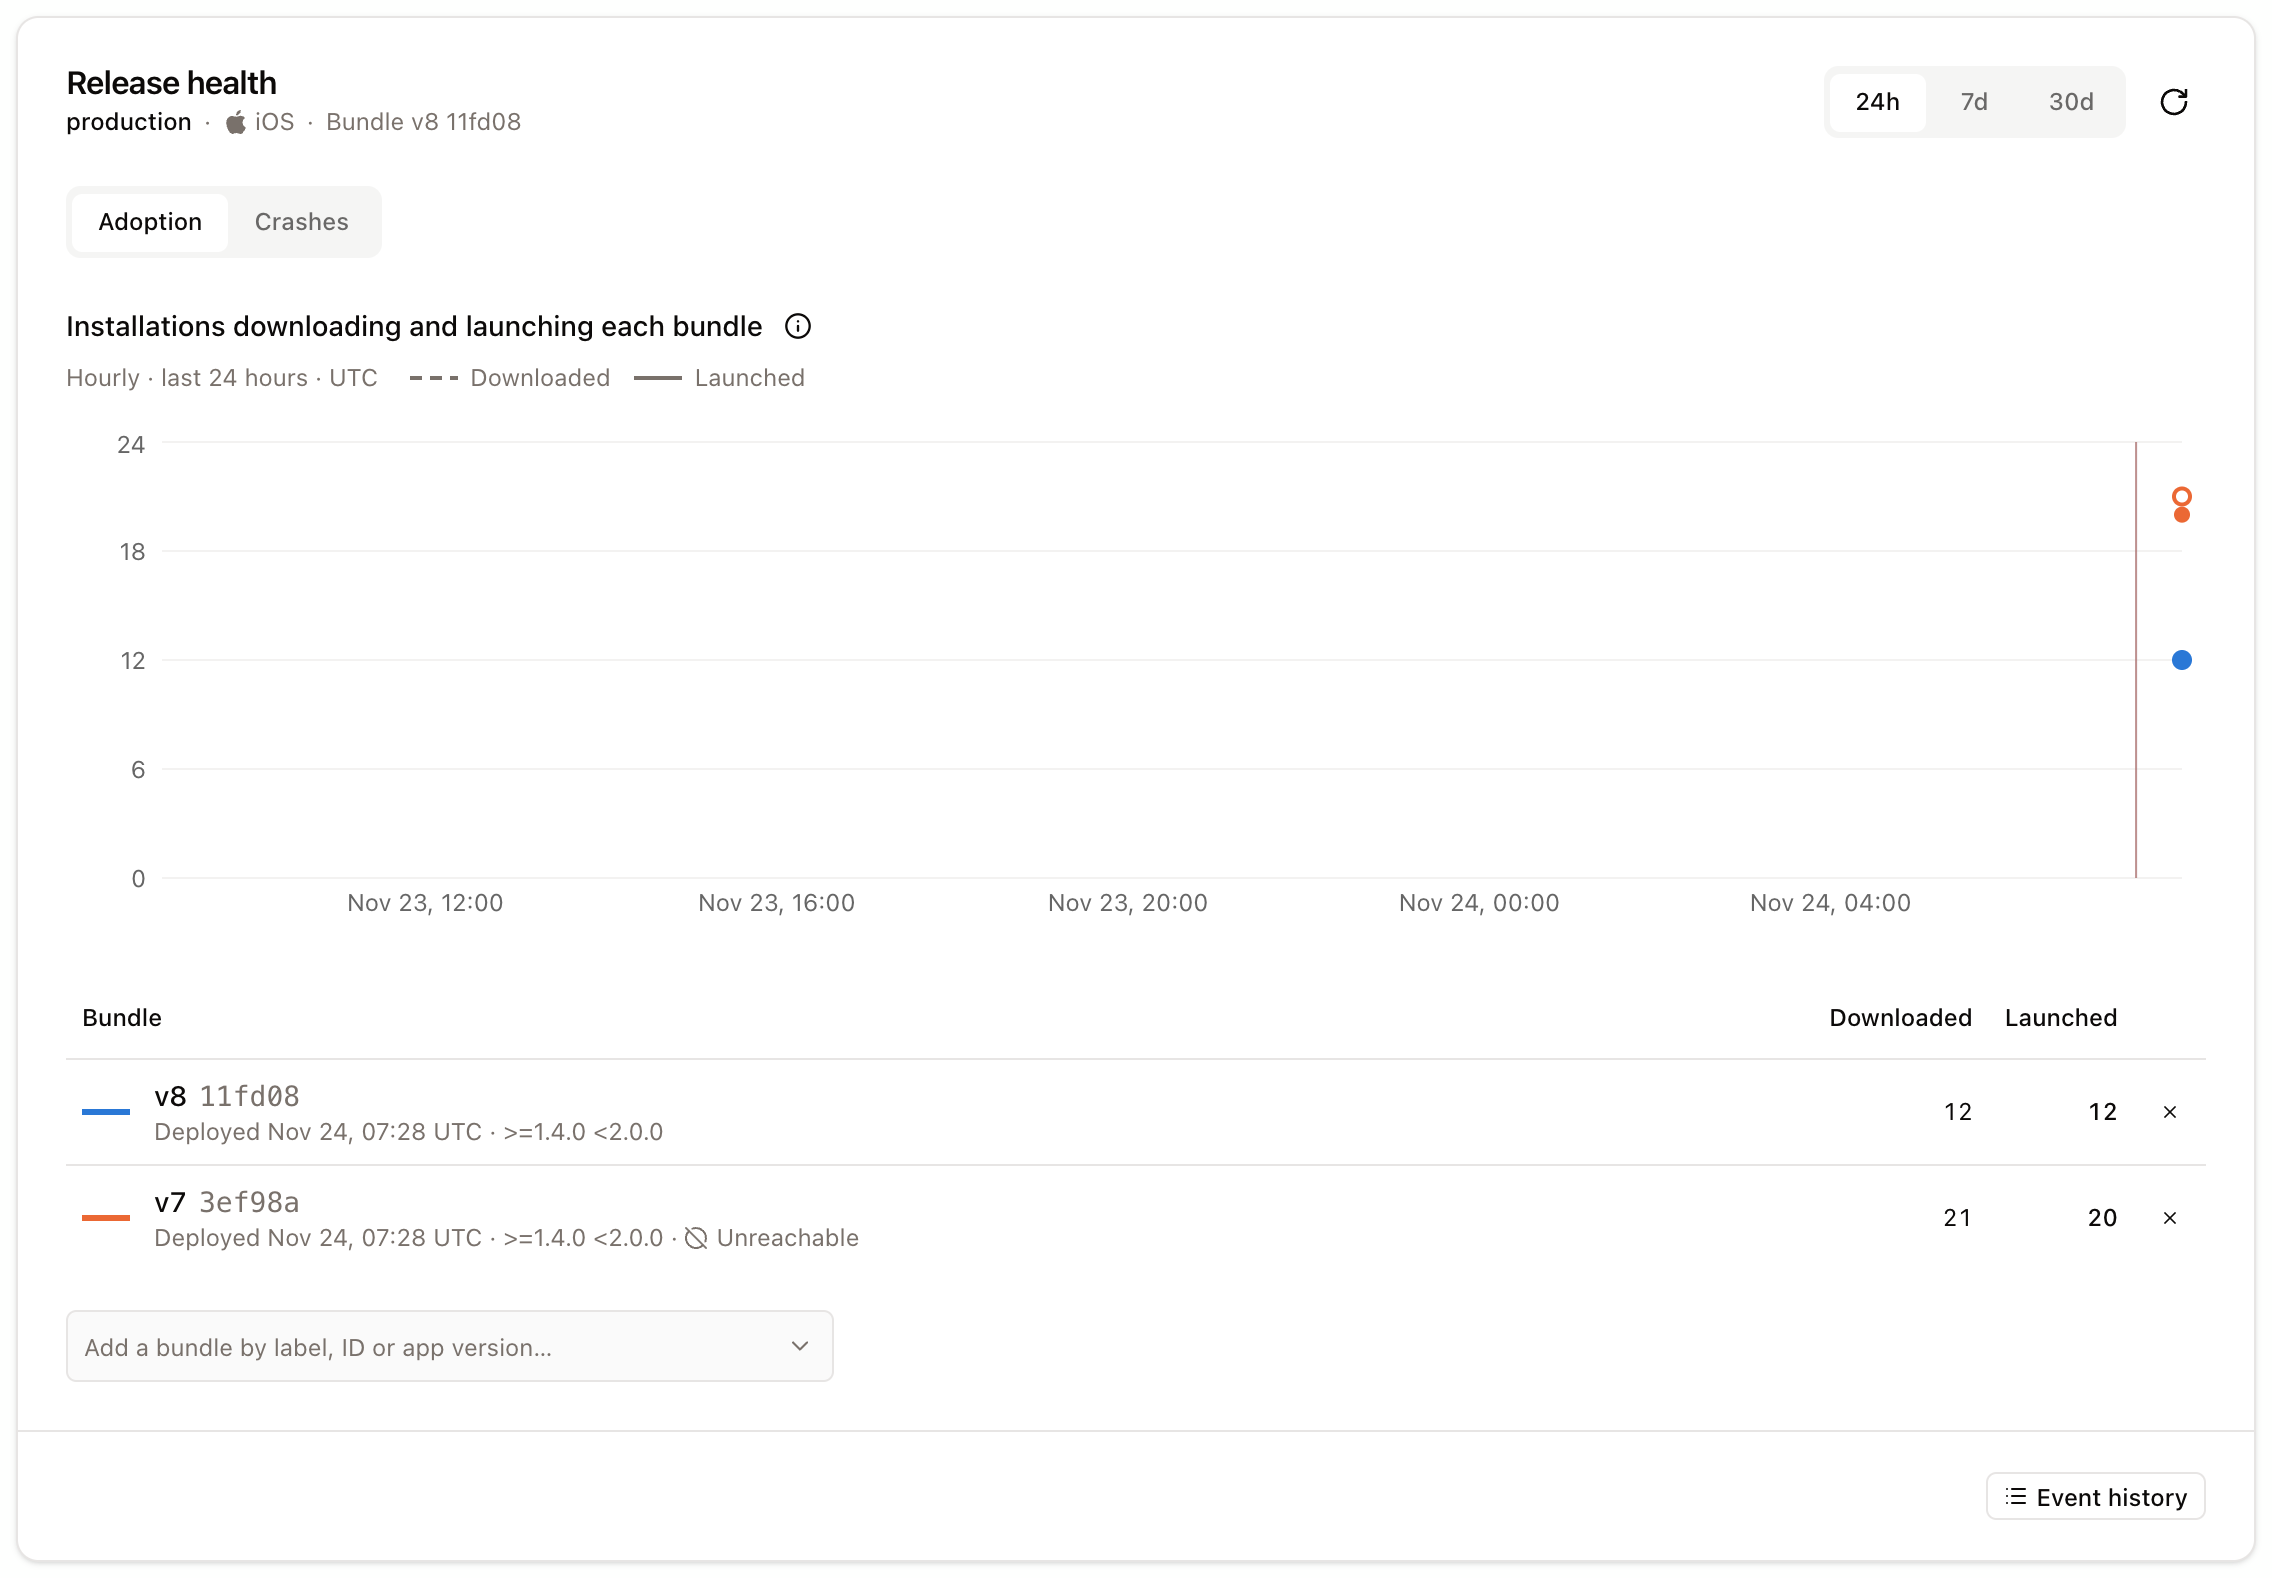 Release health
production · iOS · Bundle v8 11fd08
24h 7d 30d
Adoption Crashes
Installations downloading and launching each bundle
Hourly · last 24 hours · UTC Downloaded Launched
24
18
12
6
0
Nov 23, 12:00 Nov 23, 16:00 Nov 23, 20:00 Nov 24, 00:00 Nov 24, 04:00
Bundle Downloaded Launched
v8 11fd08
Deployed Nov 24, 07:28 UTC · >=1.4.0 <2.0.0
12 12 ×
v7 3ef98a
Deployed Nov 24, 07:28 UTC · >=1.4.0 <2.0.0 · Unreachable
21 20 ×
Add a bundle by label, ID or app version...
Event history